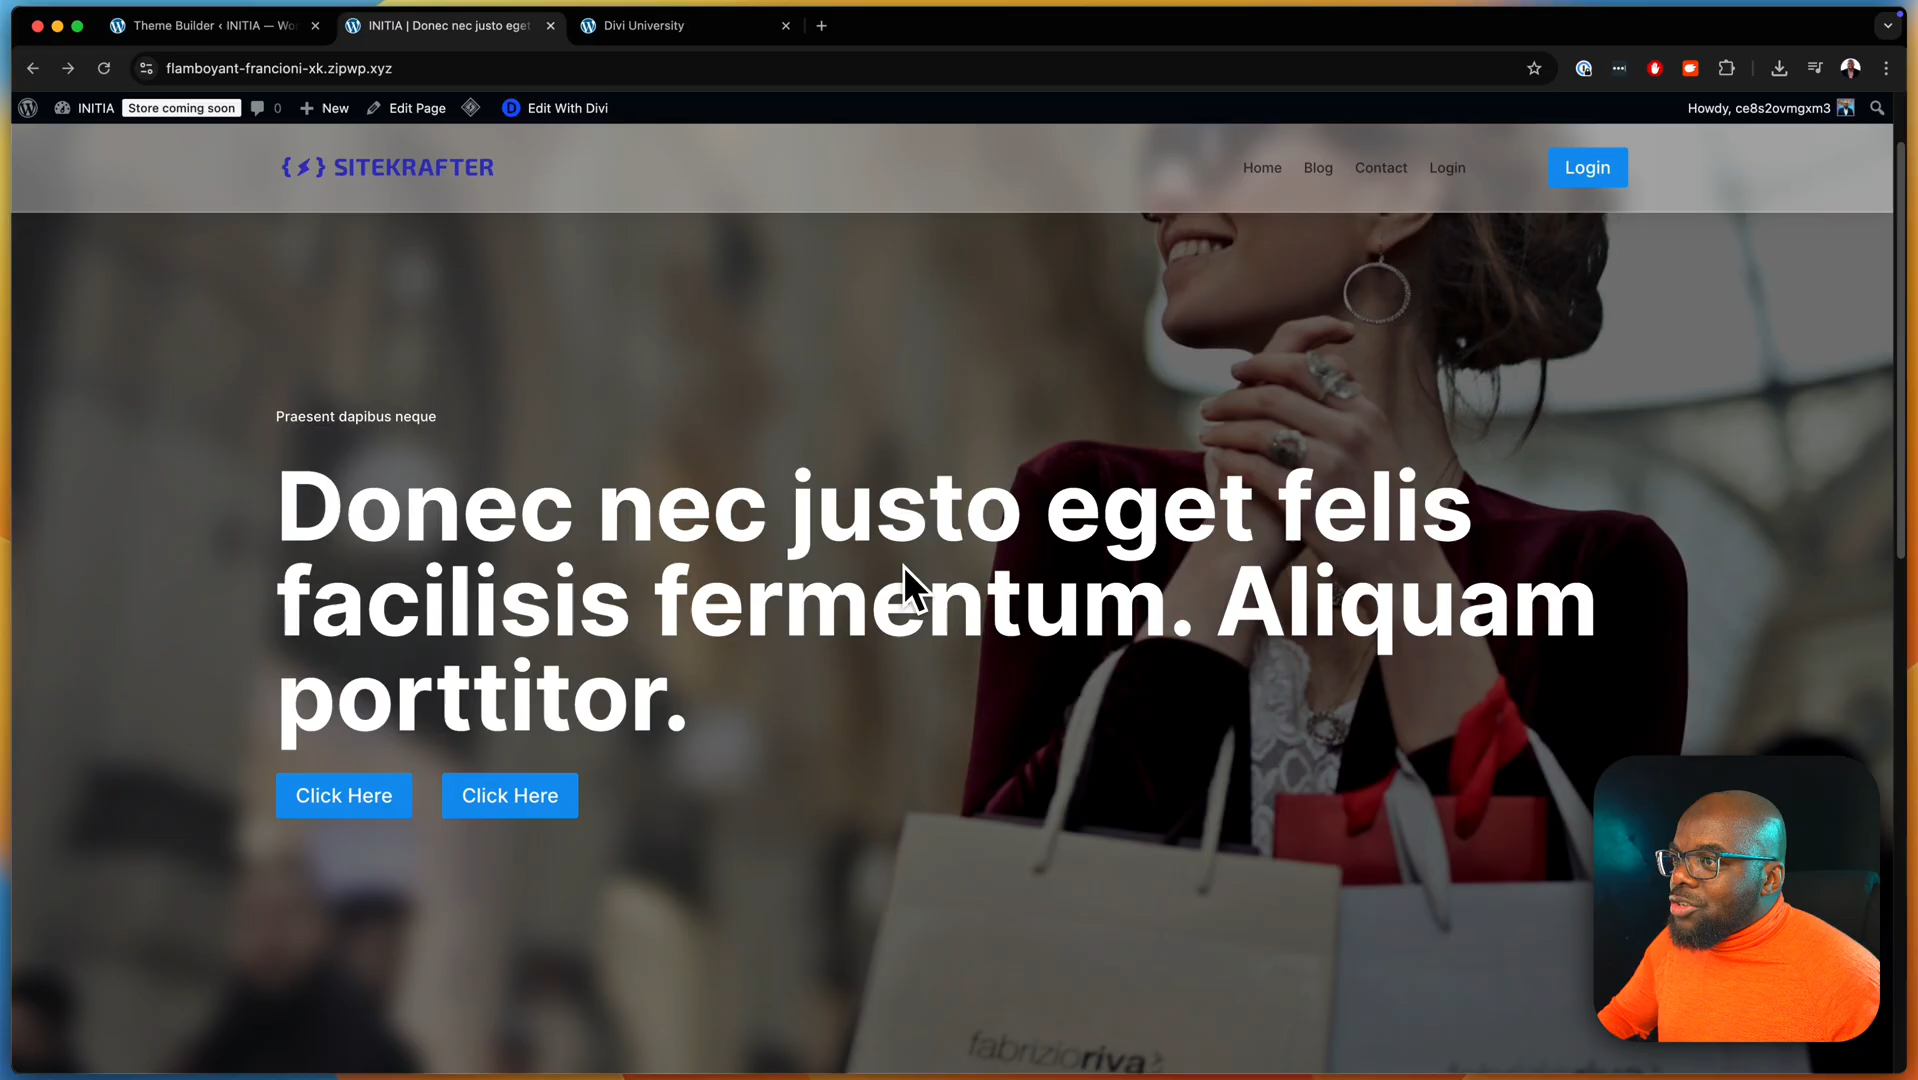 Theme Builder ‹ INITIA — Wo
INITIA | Donec nec justo eget
Divi University
flamboyant-francioni-xk.zipwp.xyz
INITIA
Store coming soon
0
New
Edit Page
D
Edit With Divi
Howdy, ce8s2ovmgxm3
{⚡} SITEKRAFTER
Home
Blog
Contact
Login
Login
Praesent dapibus neque
Donec nec justo eget felis
facilisis fermentum. Aliquam
porttitor.
Click Here
Click Here
fabrizioriva